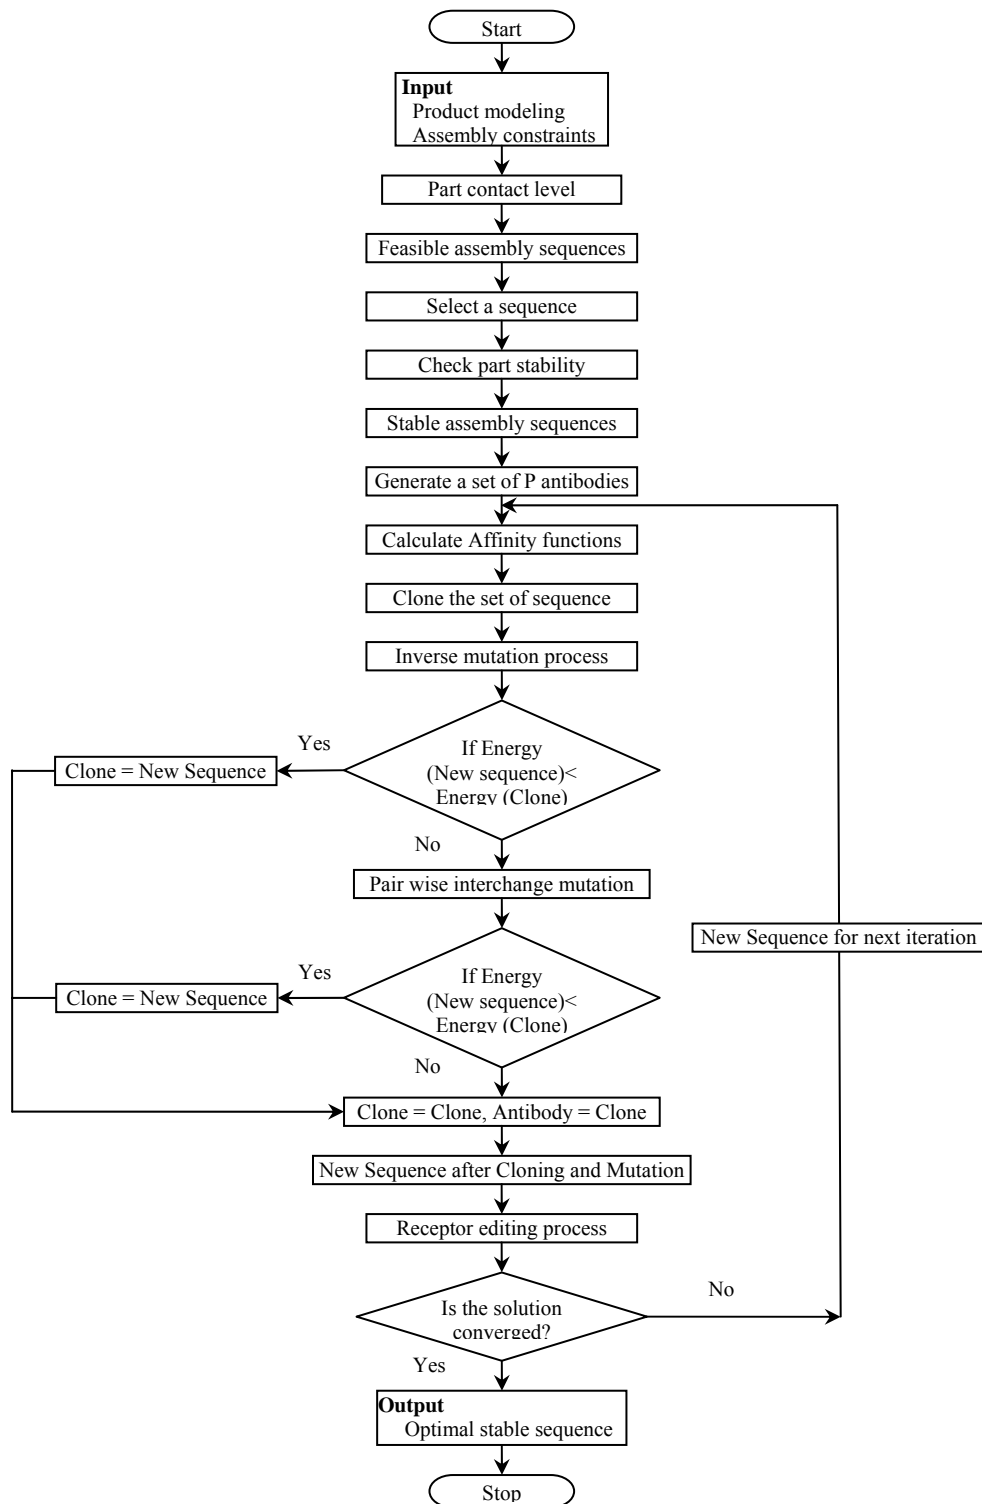 Start
Input
Product modeling
Assembly constraints
Part contact level
Feasible assembly sequences
Select a sequence
Check part stability
Stable assembly sequences
Generate a set of P antibodies
Calculate Affinity functions
Clone the set of sequence
Inverse mutation process
If Energy
(New sequence)<
Energy (Clone)
Yes
Clone = New Sequence
No
Pair wise interchange mutation
New Sequence for next iteration
If Energy
(New sequence)<
Energy (Clone)
Yes
Clone = New Sequence
No
Clone = Clone, Antibody = Clone
New Sequence after Cloning and Mutation
Receptor editing process
Is the solution
converged?
No
Yes
Output
Optimal stable sequence
Stop